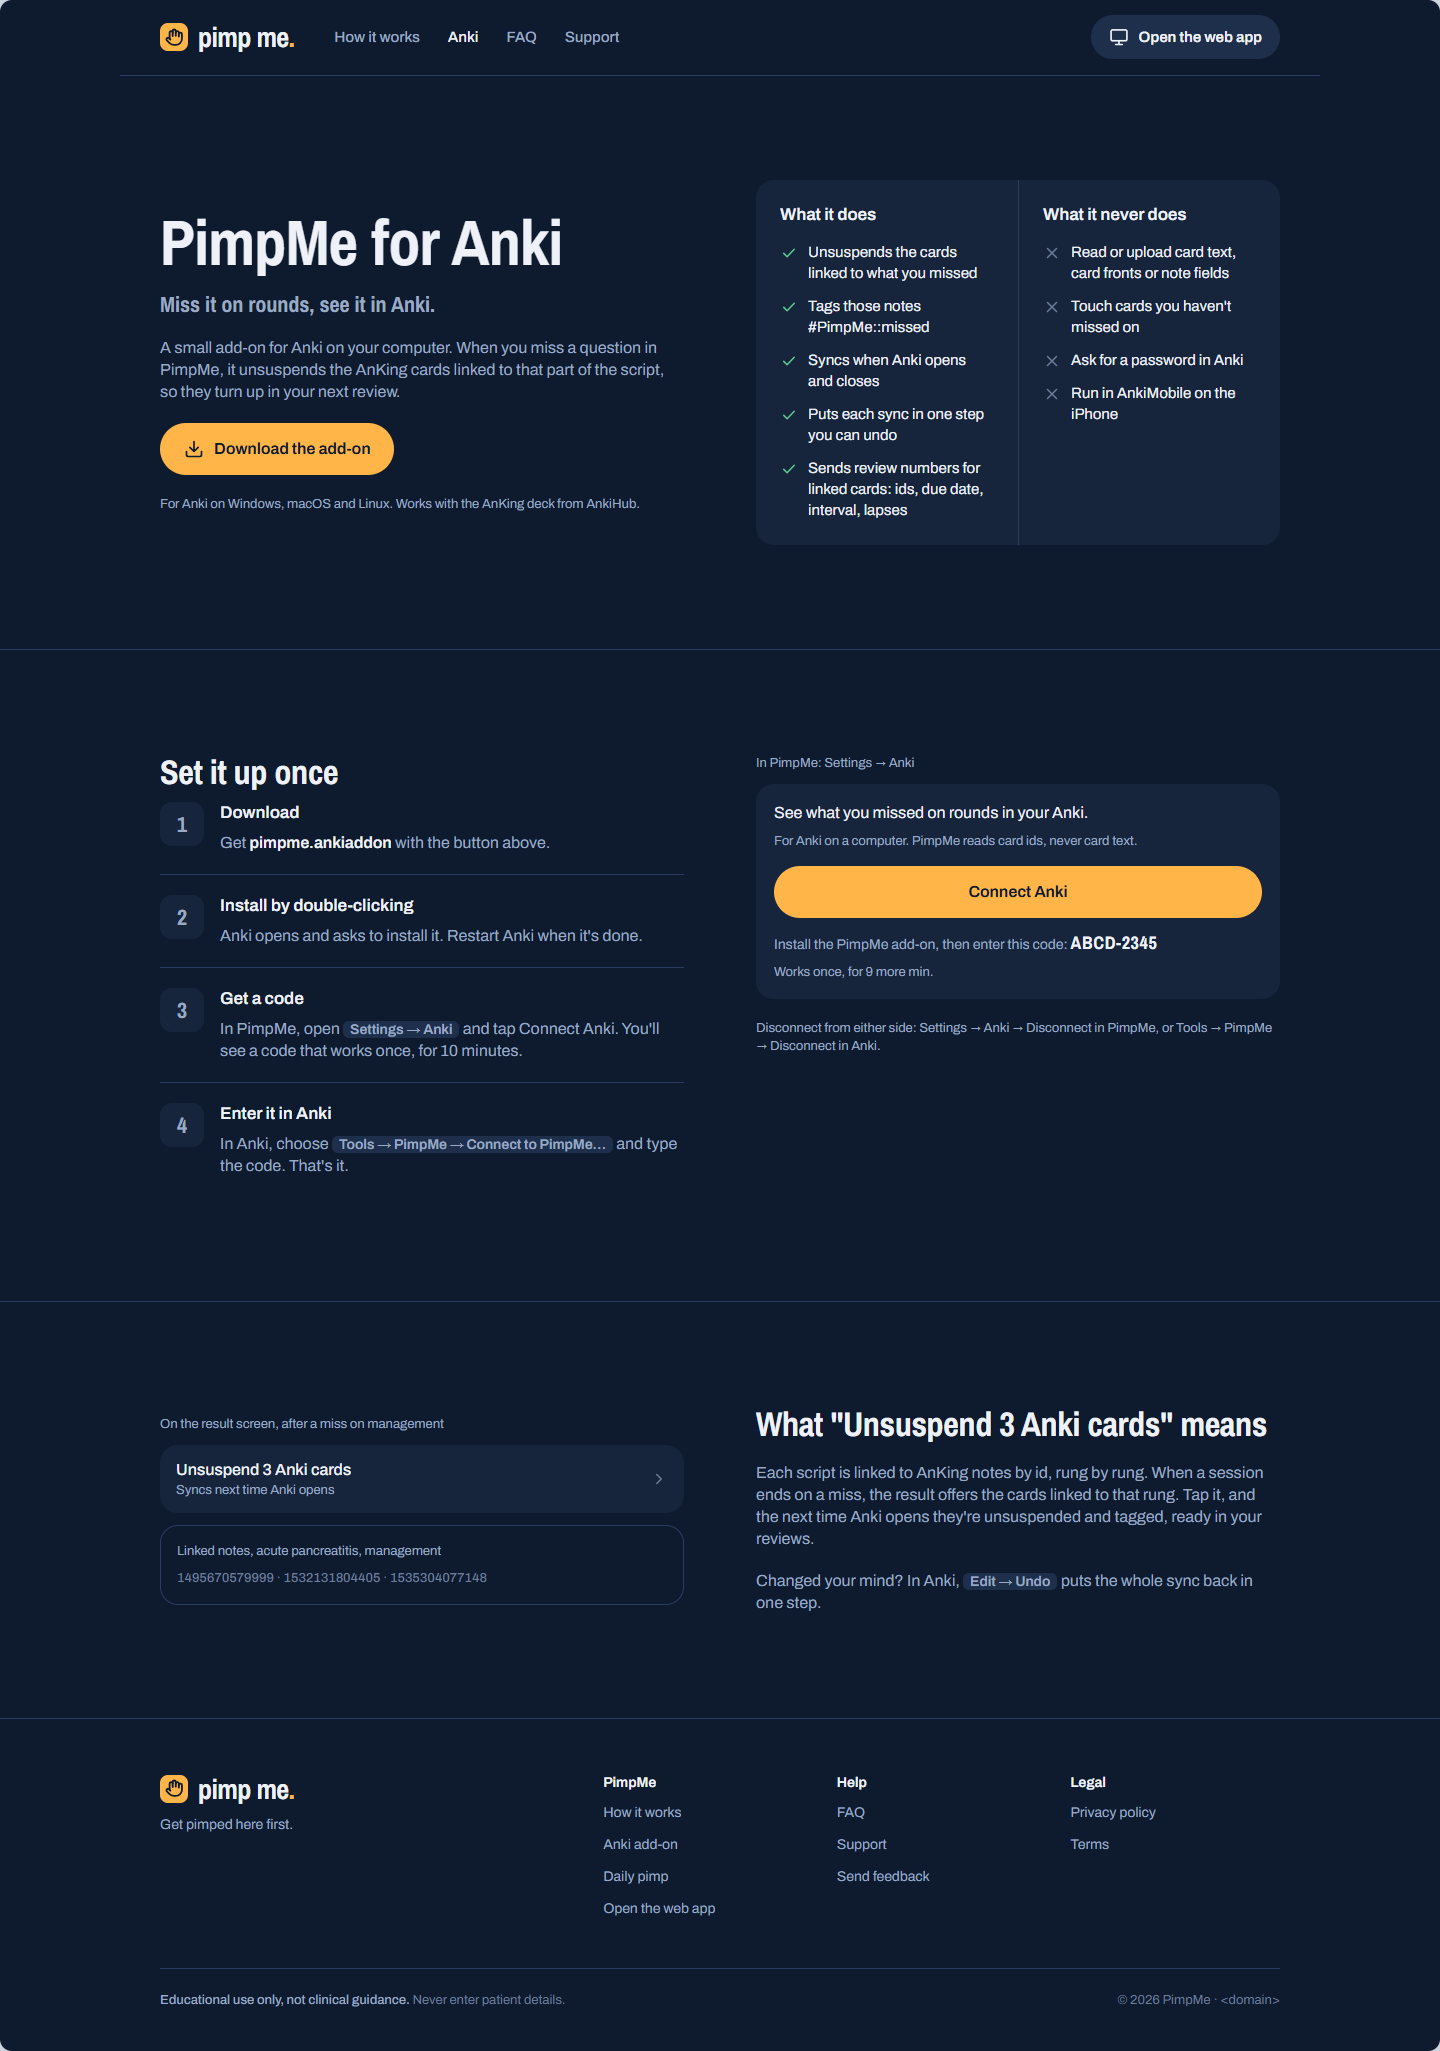 pimp me.
How it works
Anki
FAQ
Support
Open the web app
PimpMe for Anki
Miss it on rounds, see it in Anki.
A small add-on for Anki on your computer. When you miss a question in
PimpMe, it unsuspends the AnKing cards linked to that part of the script,
so they turn up in your next review.
Download the add-on
For Anki on Windows, macOS and Linux. Works with the AnKing deck from AnkiHub.
What it does
Unsuspends the cards
linked to what you missed
Tags those notes
#PimpMe::missed
Syncs when Anki opens
and closes
Puts each sync in one step
you can undo
Sends review numbers for
linked cards: ids, due date,
interval, lapses
What it never does
Read or upload card text,
card fronts or note fields
Touch cards you haven't
missed on
Ask for a password in Anki
Run in AnkiMobile on the
iPhone
Set it up once
1
Download
Get pimpme.ankiaddon with the button above.
2
Install by double-clicking
Anki opens and asks to install it. Restart Anki when it's done.
3
Get a code
In PimpMe, open Settings → Anki and tap Connect Anki. You'll
see a code that works once, for 10 minutes.
4
Enter it in Anki
In Anki, choose Tools → PimpMe → Connect to PimpMe... and type
the code. That's it.
In PimpMe: Settings → Anki
See what you missed on rounds in your Anki.
For Anki on a computer. PimpMe reads card ids, never card text.
Connect Anki
Install the PimpMe add-on, then enter this code: ABCD-2345
Works once, for 9 more min.
Disconnect from either side: Settings → Anki → Disconnect in PimpMe, or Tools → PimpMe
→ Disconnect in Anki.
On the result screen, after a miss on management
Unsuspend 3 Anki cards
Syncs next time Anki opens
Linked notes, acute pancreatitis, management
1495670579999 · 1532131804405 · 1535304077148
What "Unsuspend 3 Anki cards" means
Each script is linked to AnKing notes by id, rung by rung. When a session
ends on a miss, the result offers the cards linked to that rung. Tap it, and
the next time Anki opens they're unsuspended and tagged, ready in your
reviews.
Changed your mind? In Anki, Edit → Undo puts the whole sync back in
one step.
pimp me.
Get pimped here first.
PimpMe
How it works
Anki add-on
Daily pimp
Open the web app
Help
FAQ
Support
Send feedback
Legal
Privacy policy
Terms
Educational use only, not clinical guidance. Never enter patient details.
© 2026 PimpMe · <domain>